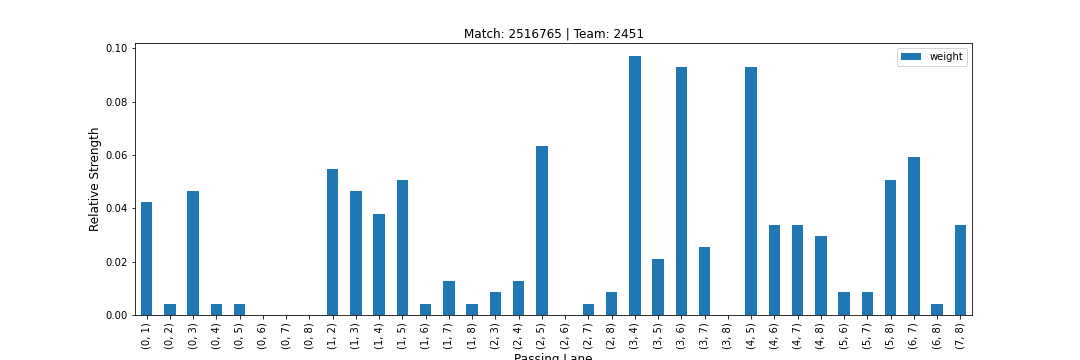 Match: 2516765 | Team: 2451
weight
Relative Strength
0.10
0.08
0.06
0.04
0.02
0.00
(0, 1) (0, 2) (0, 3) (0, 4) (0, 5) (0, 6) (0, 7) (0, 8) (1, 2) (1, 3) (1, 4) (1, 5) (1, 6) (1, 7) (1, 8) (2, 3) (2, 4) (2, 5) (2, 6) (2, 7) (2, 8) (3, 4) (3, 5) (3, 6) (3, 7) (3, 8) (4, 5) (4, 6) (4, 7) (4, 8) (5, 6) (5, 7) (5, 8) (6, 7) (6, 8) (7, 8)
Passing Lane